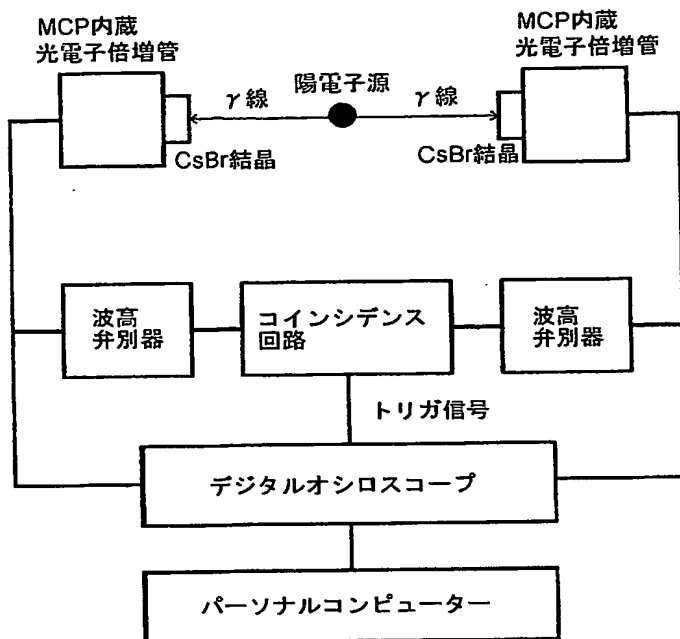 MCP内蔵
光電子倍増管
MCP内蔵
光電子倍増管
γ線
陽電子源
γ線
CsBr結晶
CsBr結晶
波高
弁別器
コインシデンス
回路
波高
弁別器
トリガ信号
デジタルオシロスコープ
パーソナルコンピューター